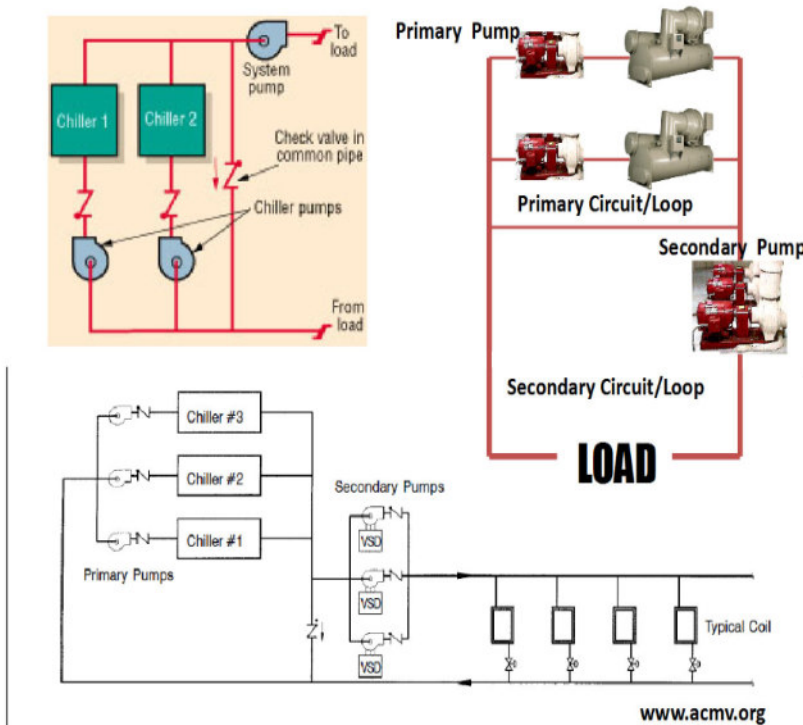 To
load
System
pump
Chiller 1
Chiller 2
Check valve in
common pipe
Chiller pumps
From
load
Primary Pump
Primary Circuit/Loop
Secondary Pump
Secondary Circuit/Loop
LOAD
Chiller #3
Chiller #2
Chiller #1
Primary Pumps
Secondary Pumps
VSD
VSD
VSD
Typical Coil
www.acmv.org